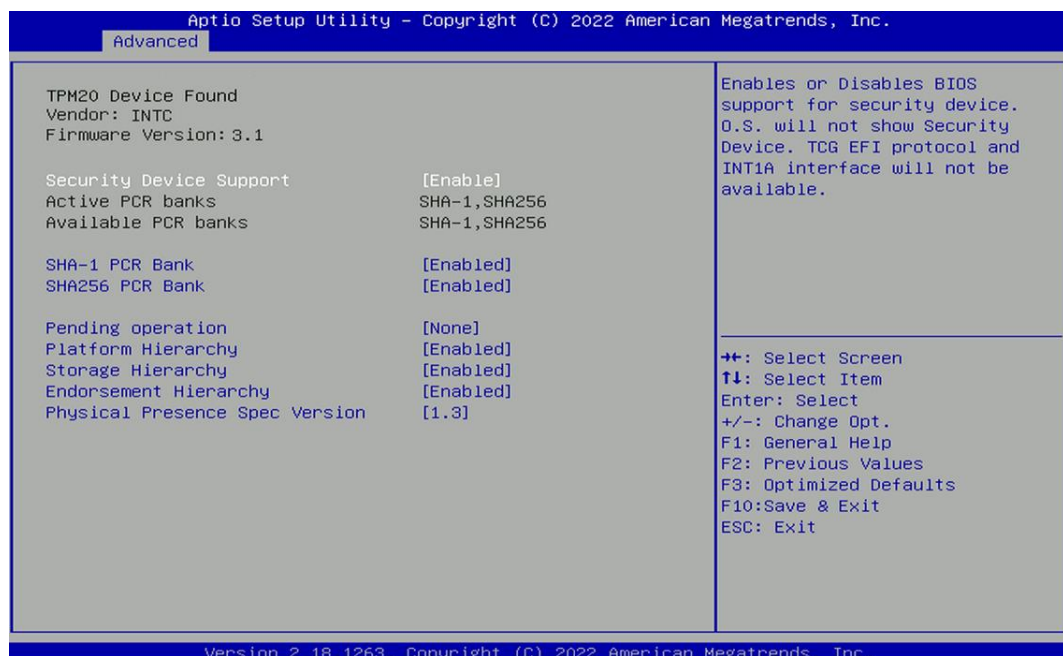 Aptio Setup Utility – Copyright (C) 2022 American Megatrends, Inc.
Advanced
TPM20 Device Found
Vendor: INTC
Firmware Version: 3.1
Security Device Support [Enable]
Active PCR banks SHA-1,SHA256
Available PCR banks SHA-1,SHA256
SHA-1 PCR Bank [Enabled]
SHA256 PCR Bank [Enabled]
Pending operation [None]
Platform Hierarchy [Enabled]
Storage Hierarchy [Enabled]
Endorsement Hierarchy [Enabled]
Physical Presence Spec Version [1.3]
Enables or Disables BIOS
support for security device.
O.S. will not show Security
Device. TCG EFI protocol and
INT1A interface will not be
available.
→←: Select Screen
↑↓: Select Item
Enter: Select
+/-: Change Opt.
F1: General Help
F2: Previous Values
F3: Optimized Defaults
F10:Save & Exit
ESC: Exit
Version 2.18.1263. Copyright (C) 2022 American Megatrends, Inc.